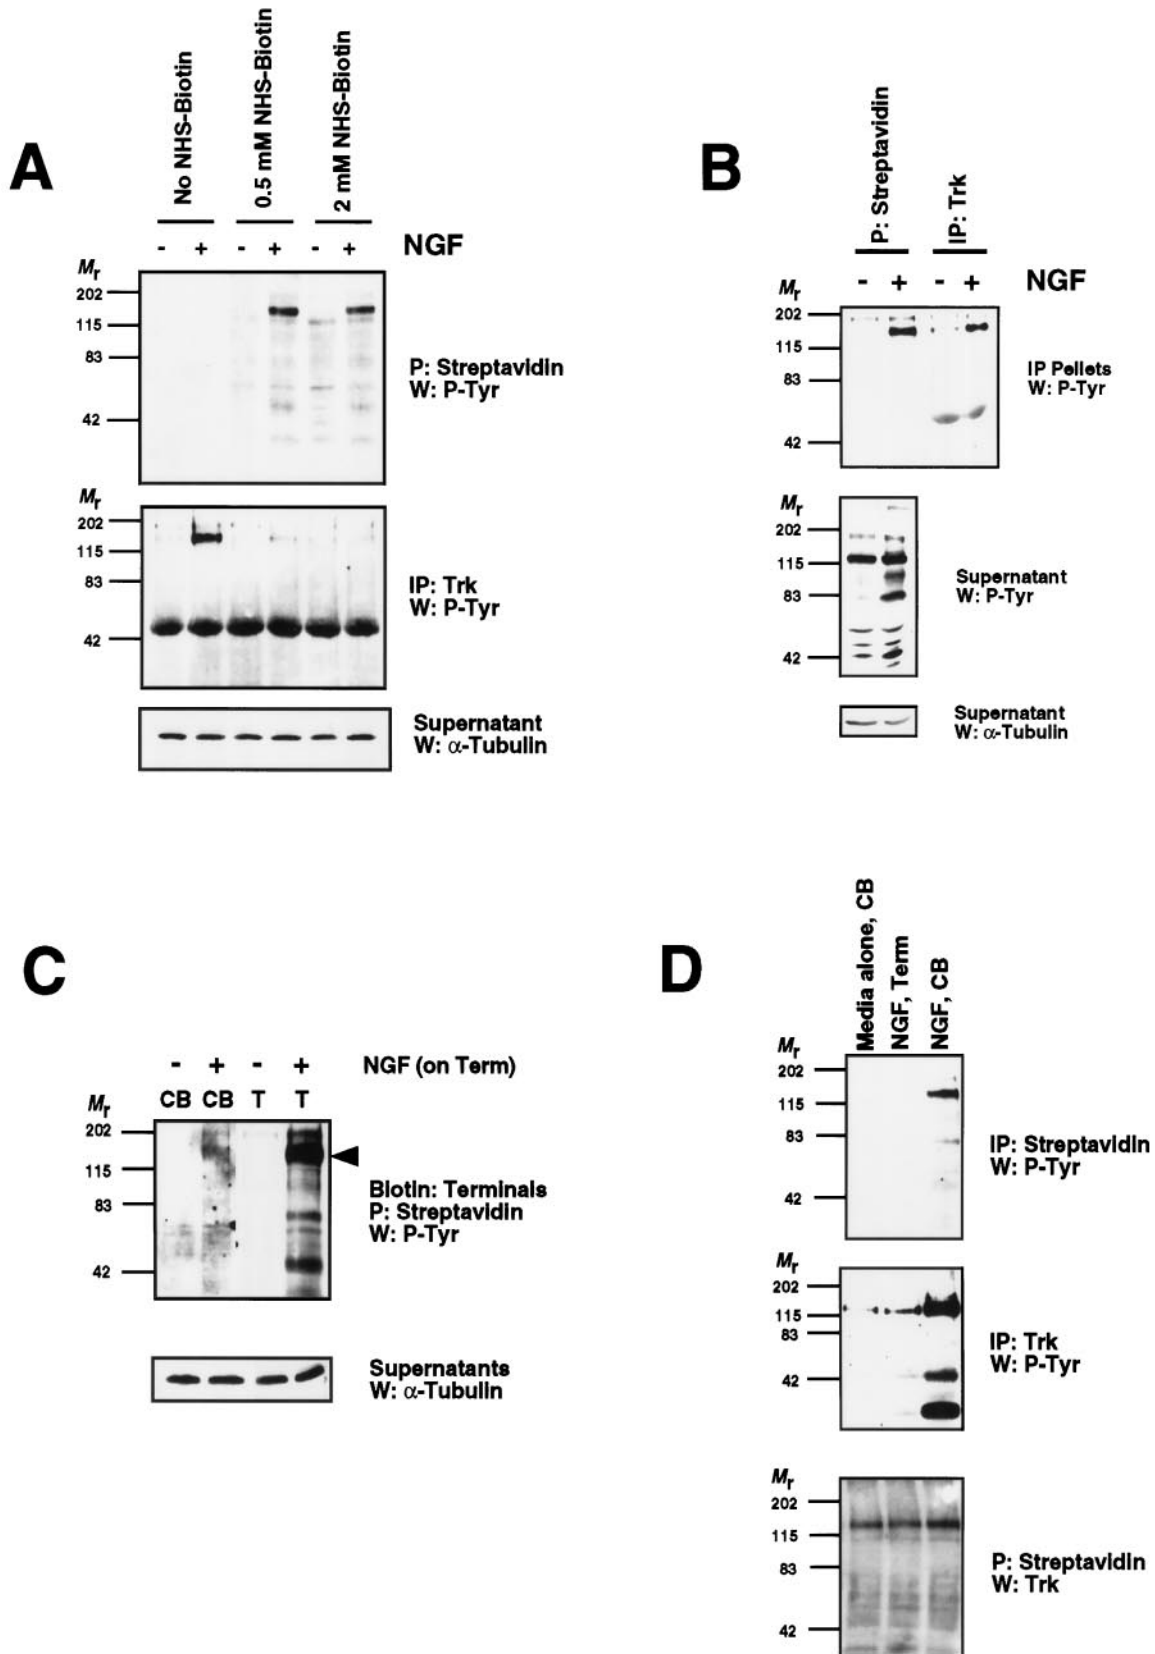 A
No NHS-Biotin
0.5 mM NHS-Biotin
2 mM NHS-Biotin
- + - + - + NGF
Mr
202
115
83
42
P: Streptavidin
W: P-Tyr
Mr
202
115
83
42
IP: Trk
W: P-Tyr
Supernatant
W: α-Tubulin
B
P: Streptavidin
IP: Trk
- + - + NGF
Mr
202
115
83
42
IP Pellets
W: P-Tyr
Mr
202
115
83
42
Supernatant
W: P-Tyr
Supernatant
W: α-Tubulin
C
- + - + NGF (on Term)
CB CB T T
Mr
202
115
83
42
Biotin: Terminals
P: Streptavidin
W: P-Tyr
Supernatants
W: α-Tubulin
D
Media alone, CB
NGF, Term
NGF, CB
Mr
202
115
83
42
IP: Streptavidin
W: P-Tyr
Mr
202
115
83
42
IP: Trk
W: P-Tyr
Mr
202
115
83
42
P: Streptavidin
W: Trk